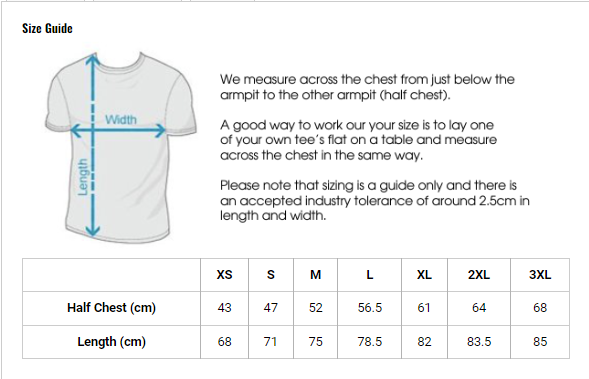 Size Guide
We measure across the chest from just below the
armpit to the other armpit (half chest).
A good way to work our your size is to lay one
of your own tee's flat on a table and measure
across the chest in the same way.
Please note that sizing is a guide only and there is
an accepted industry tolerance of around 2.5cm in
length and width.
Width
Length
XS S M L XL 2XL 3XL
Half Chest (cm) 43 47 52 56.5 61 64 68
Length (cm) 68 71 75 78.5 82 83.5 85